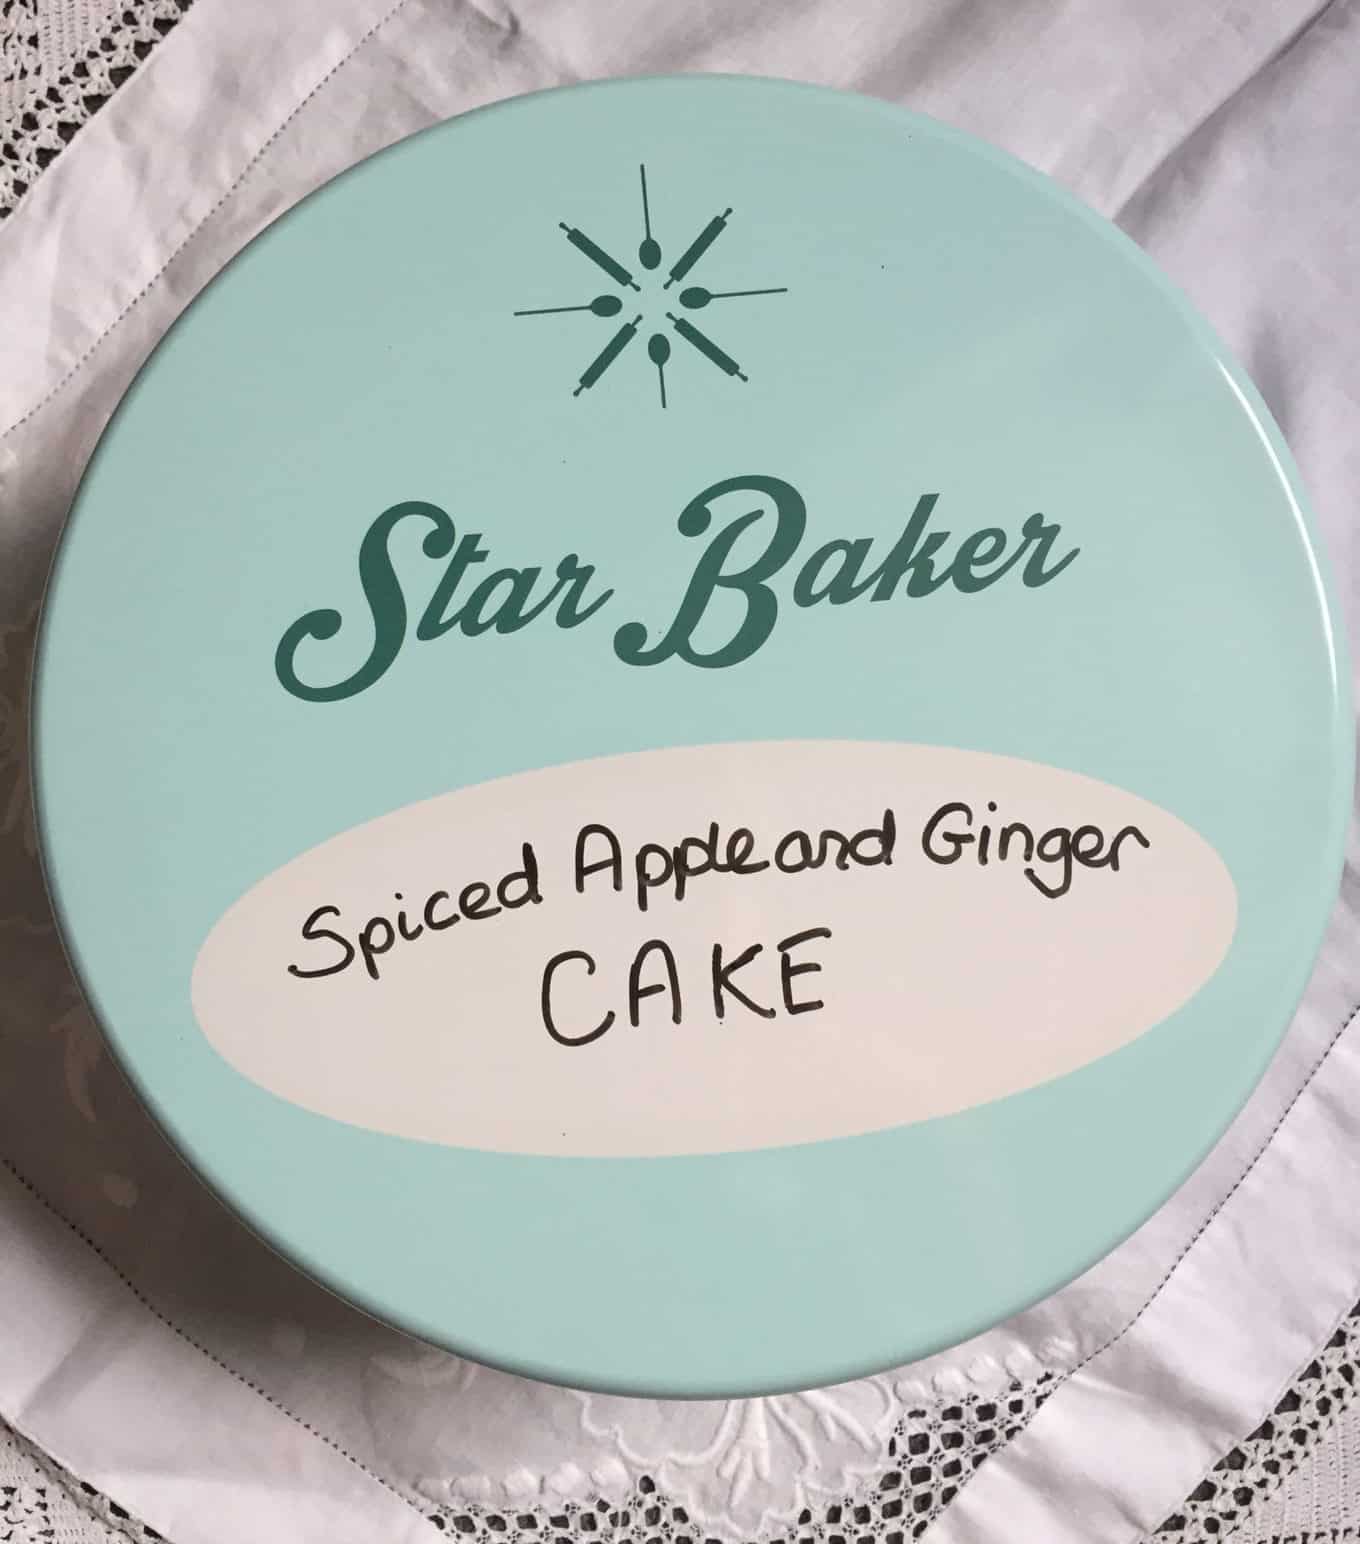 Star Baker
Spiced Apple and Ginger
CAKE